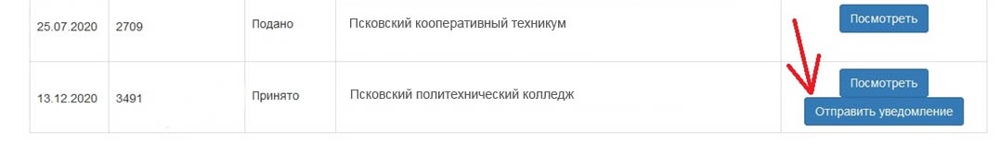 25.07.2020 2709 Подано Псковский кооперативный техникум Посмотреть
13.12.2020 3491 Принято Псковский политехнический колледж Посмотреть
Отправить уведомление